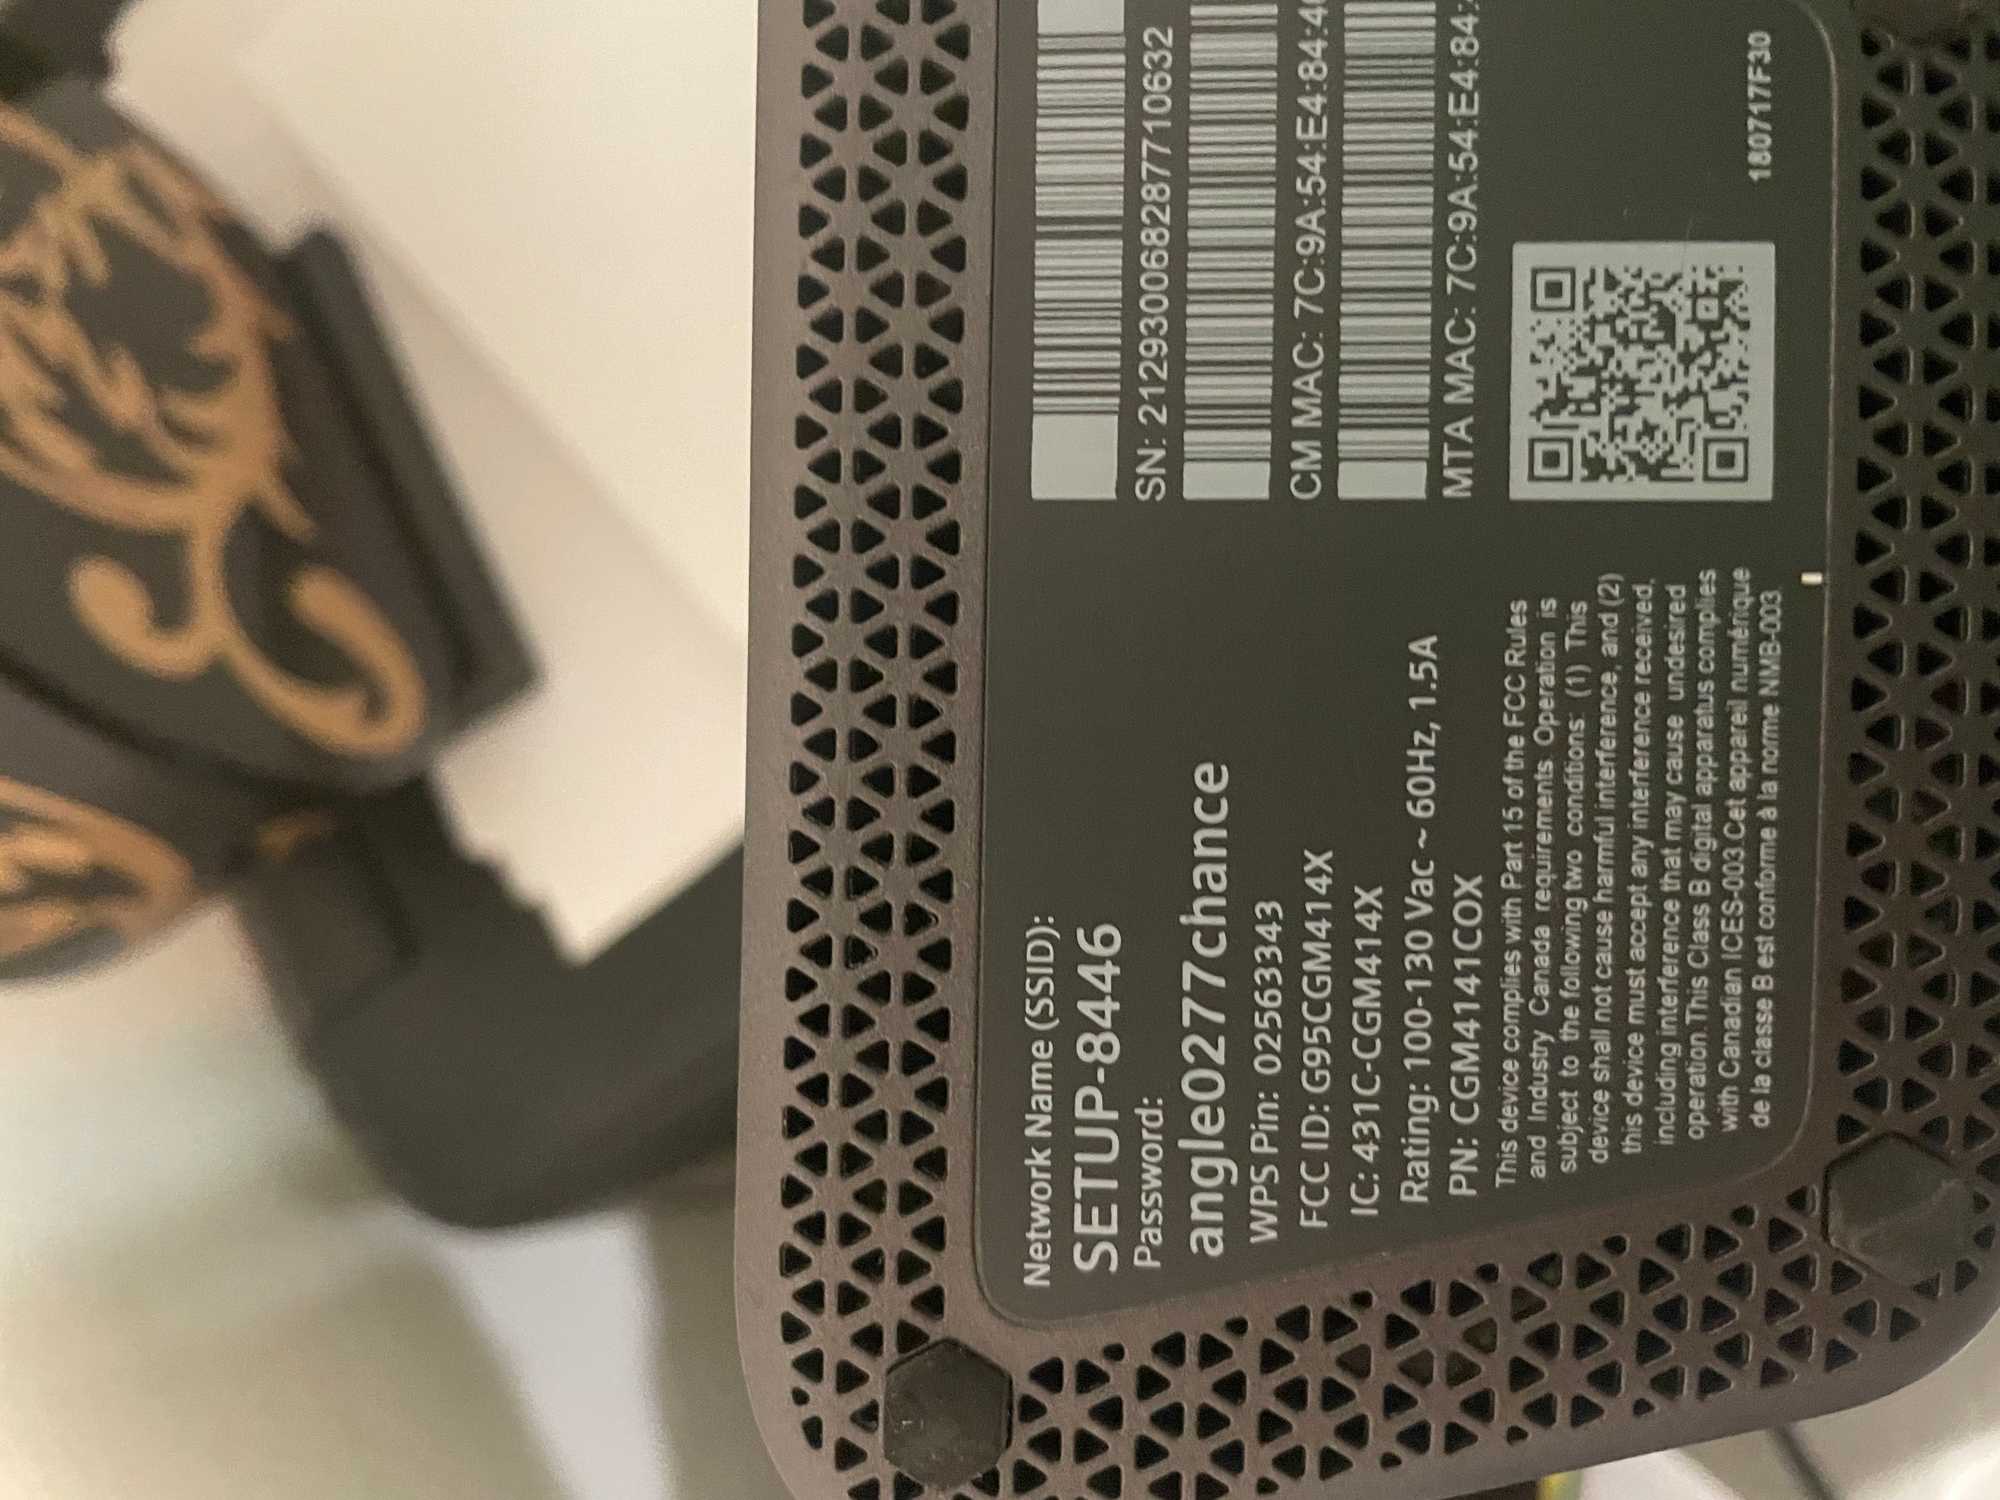 Network Name (SSID):
SETUP-8446
Password:
angle0277chance
WPS Pin: 02563343
FCC ID: G95CGM414X
IC: 431C-CGM414X
Rating: 100-130 Vac ~ 60Hz, 1.5A
PN: CGM4141COX
This device complies with Part 15 of the FCC Rules
and Industry Canada requirements. Operation is
subject to the following two conditions: (1) This
device shall not cause harmful interference, and (2)
this device must accept any interference received,
including interference that may cause undesired
operation.This Class B digital apparatus complies
with Canadian ICES-003.Cet appareil numérique
de la classe B est conforme à la norme NMB-003
SN: 212930068287710632
CM MAC: 7C:9A:54:E4:84:4
MTA MAC: 7C:9A:54:E4:84:
180717F30